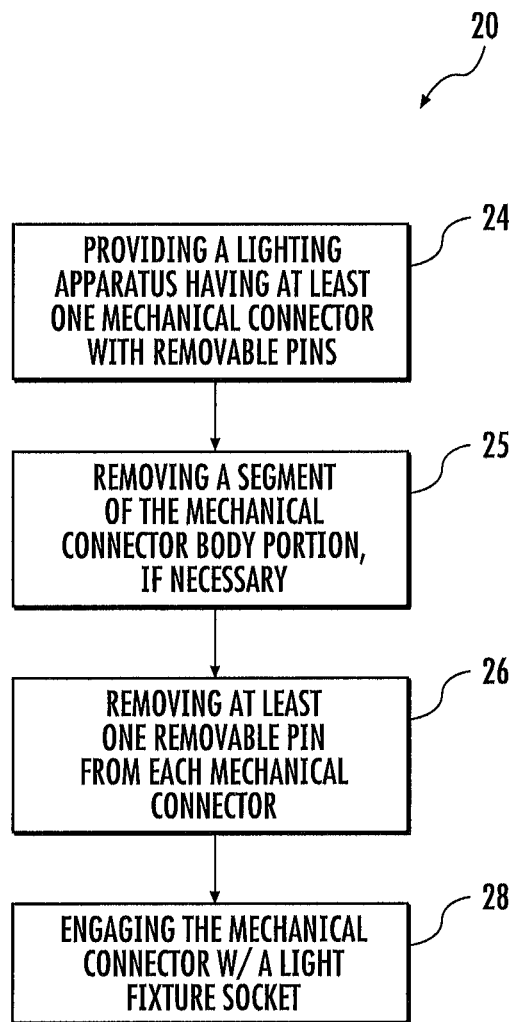 20
24
PROVIDING A LIGHTING
APPARATUS HAVING AT LEAST
ONE MECHANICAL CONNECTOR
WITH REMOVABLE PINS
25
REMOVING A SEGMENT
OF THE MECHANICAL
CONNECTOR BODY PORTION,
IF NECESSARY
26
REMOVING AT LEAST
ONE REMOVABLE PIN
FROM EACH MECHANICAL
CONNECTOR
28
ENGAGING THE MECHANICAL
CONNECTOR W/ A LIGHT
FIXTURE SOCKET